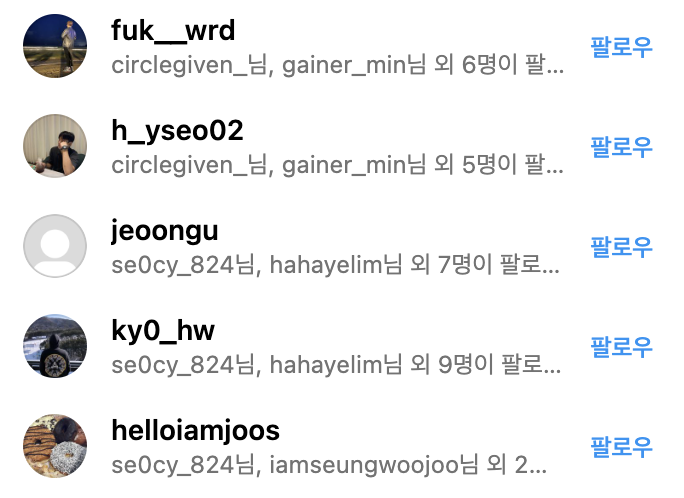 fuk__wrd
circlegiven_님, gainer_min님 외 6명이 팔... 팔로우
h_yseo02
circlegiven_님, gainer_min님 외 5명이 팔... 팔로우
jeoongu
se0cy_824님, hahayelim님 외 7명이 팔로... 팔로우
ky0_hw
se0cy_824님, hahayelim님 외 9명이 팔로... 팔로우
helloiamjoos
se0cy_824님, iamseungwoojoo님 외 2... 팔로우